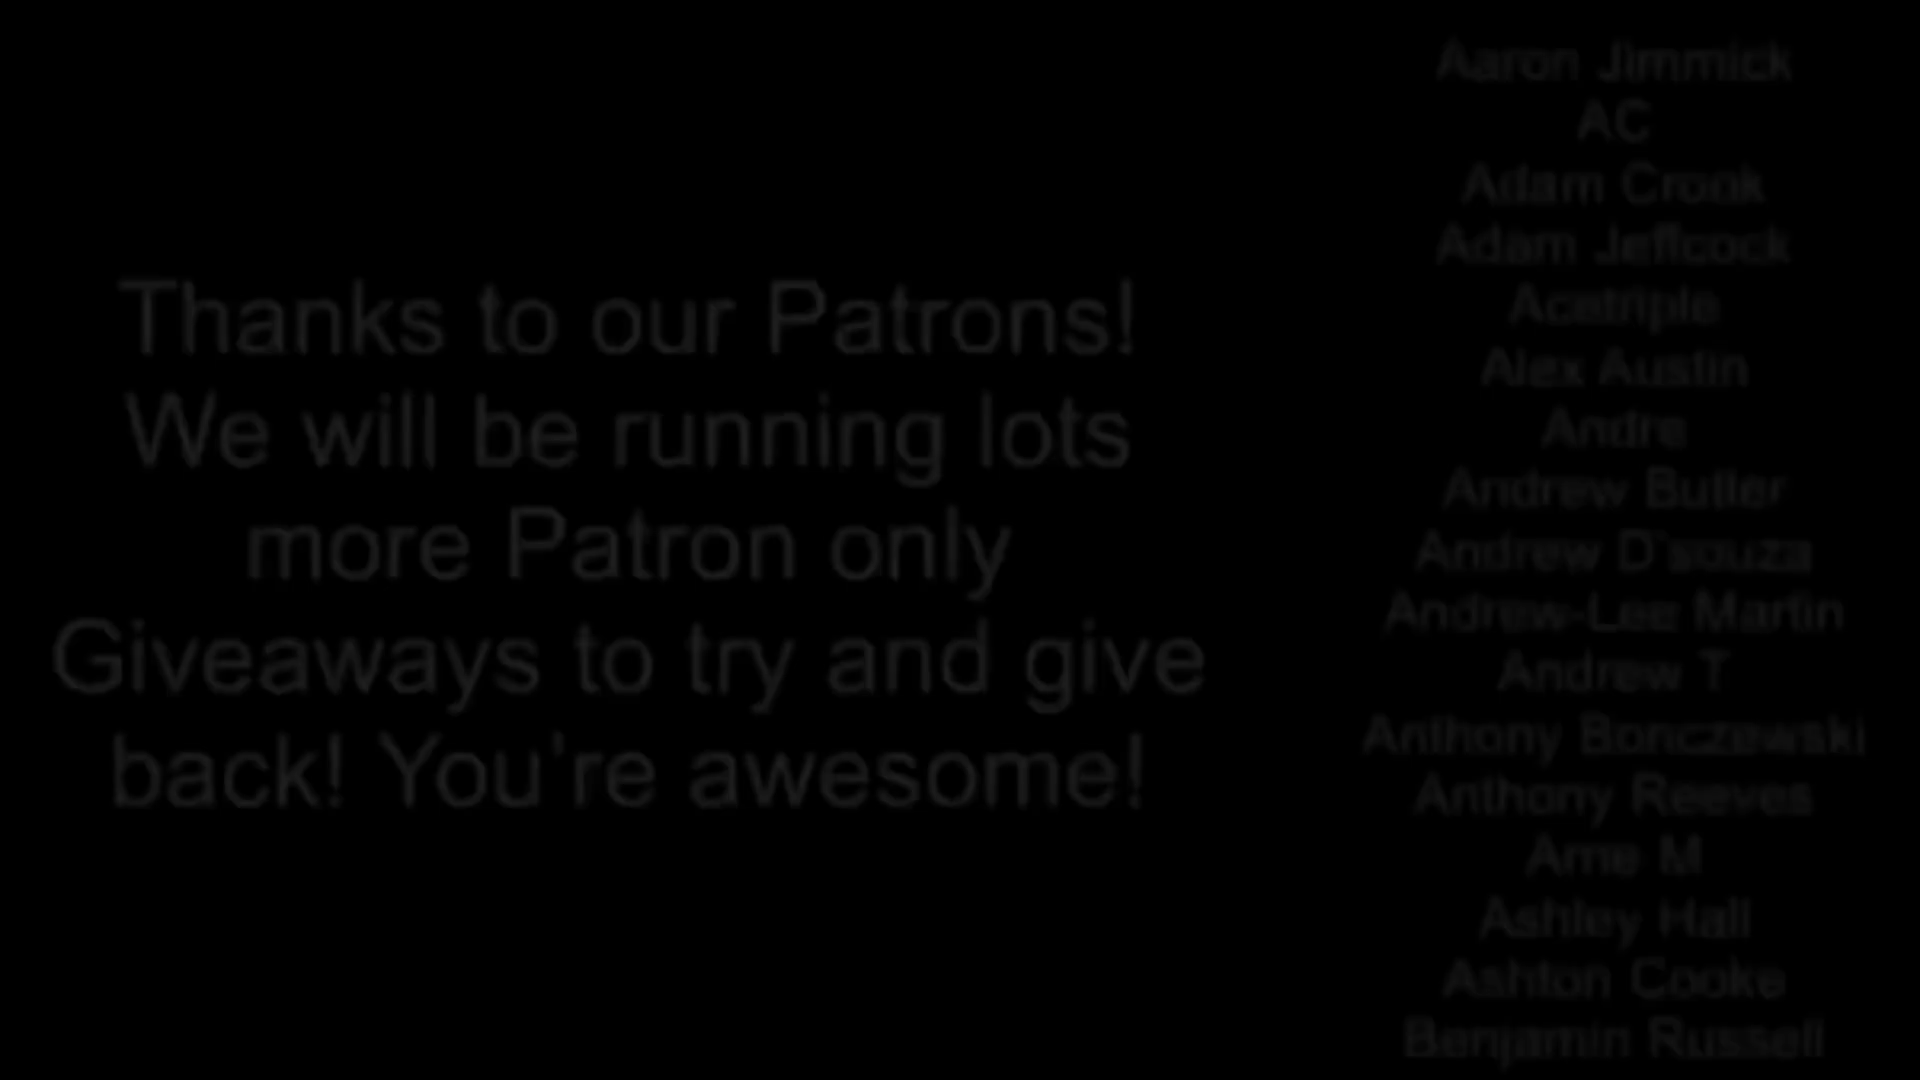 Thanks to our Patrons!
We will be running lots
more Patron only
Giveaways to try and give
back! You're awesome!
Aaron Jimmick
AC
Adam Crook
Adam Jeffcock
Acetriple
Alex Austin
Andre
Andrew Butler
Andrew D'souza
Andrew-Lee Martin
Andrew T
Anthony Bonczewski
Anthony Reeves
Arne M
Ashley Hall
Ashton Cooke
Benjamin Russell